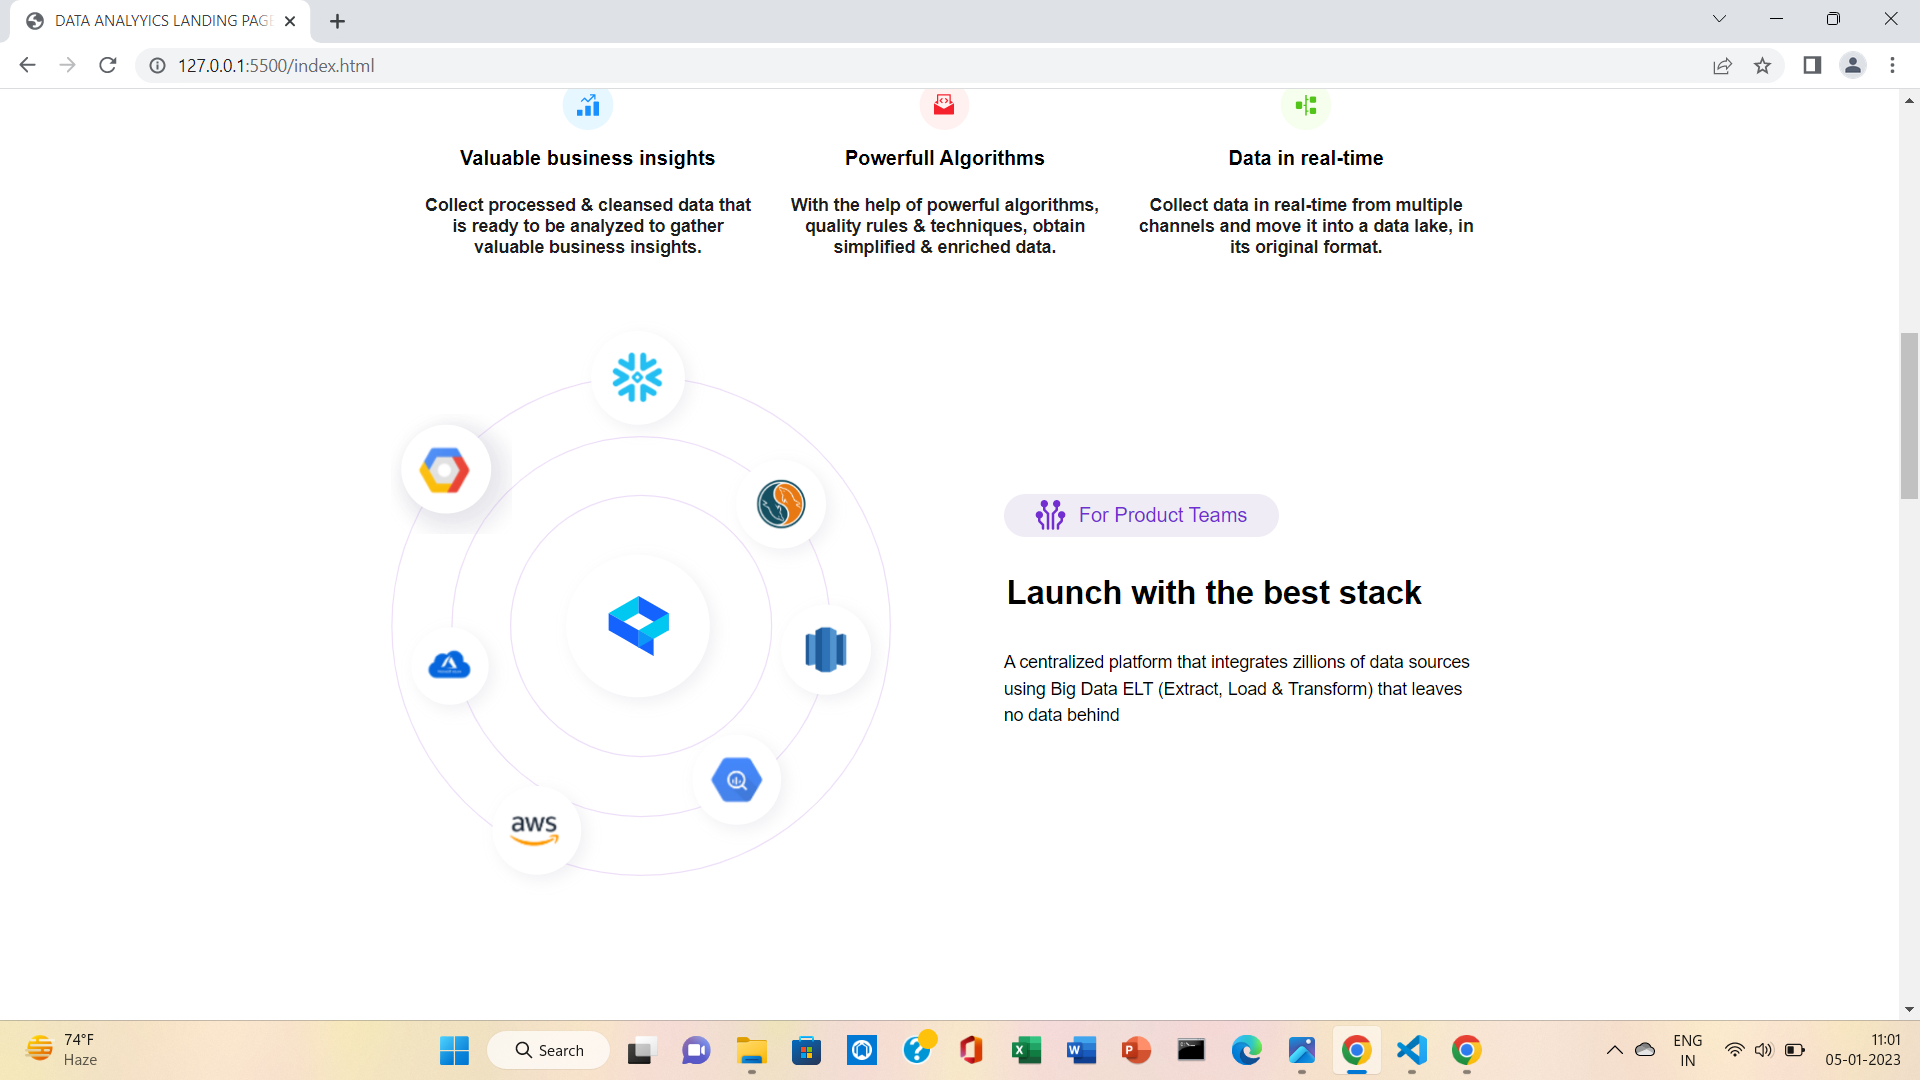 DATA ANALYYICS LANDING PAGE
127.0.0.1:5500/index.html
Valuable business insights
Collect processed & cleansed data that
is ready to be analyzed to gather
valuable business insights.
Powerfull Algorithms
With the help of powerful algorithms,
quality rules & techniques, obtain
simplified & enriched data.
Data in real-time
Collect data in real-time from multiple
channels and move it into a data lake, in
its original format.
aws
For Product Teams
Launch with the best stack
A centralized platform that integrates zillions of data sources
using Big Data ELT (Extract, Load & Transform) that leaves
no data behind
74°F
Haze
Search
ENG
IN
11:01
05-01-2023